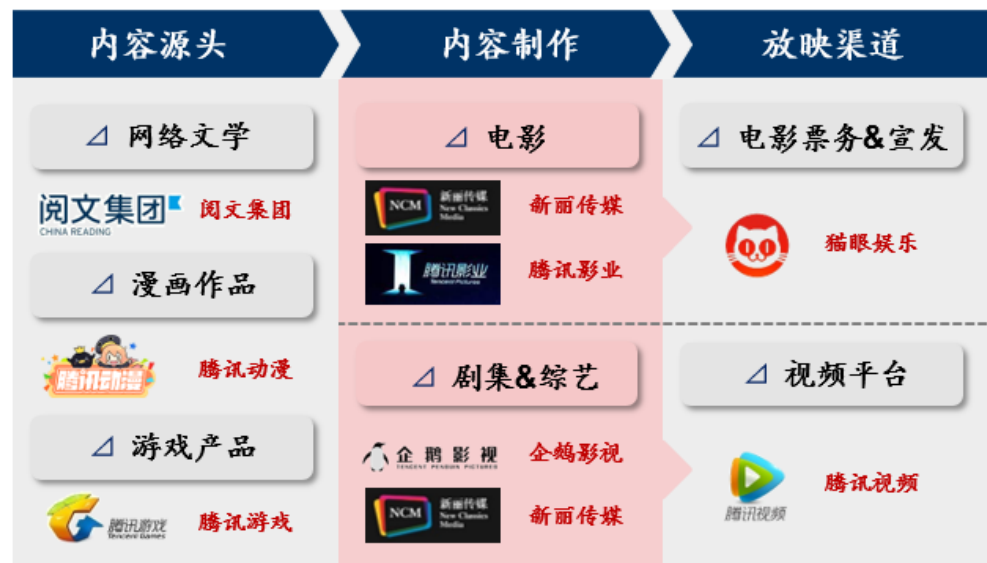 内容源头
内容制作
放映渠道
网络文学
阅文集团
CHINA READING
阅文集团
漫画作品
腾讯动漫
腾讯动漫
游戏产品
腾讯游戏
Tencent Games
腾讯游戏
电影
NCM
新丽传媒
New Classics
Media
新丽传媒
腾讯影业
Tencent Pictures
腾讯影业
剧集&综艺
企鹅影视
TENCENT PENGUIN PICTURES
企鹅影视
NCM
新丽传媒
New Classics
Media
新丽传媒
电影票务&宣发
猫眼娱乐
视频平台
腾讯视频
腾讯视频